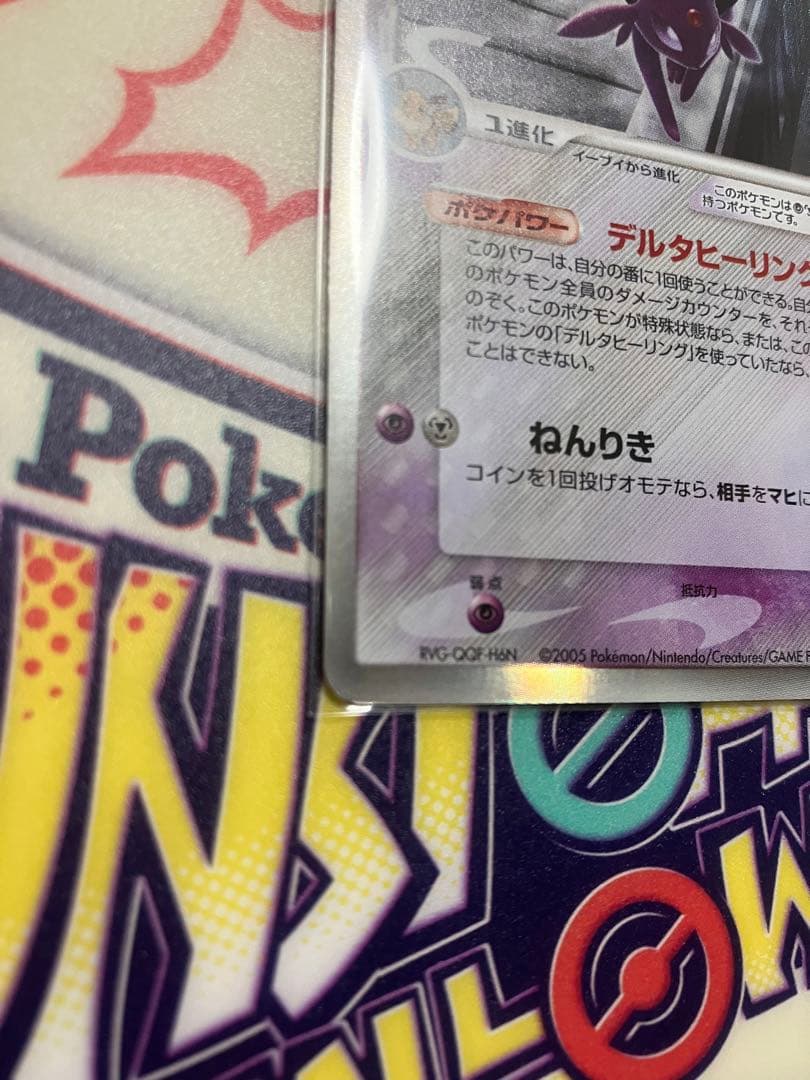 1進化
イーブイから進化
このポケモンは
持つポケモンです。
ポケパワー
デルタヒーリング
このパワーは、自分の番に1回使うことができる。自
のポケモン全員のダメージカウンターを、それ
のぞく。このポケモンが特殊状態なら、または、この
ポケモンの「デルタヒーリング」を使っていたなら、
ことはできない。
ねんりき
コインを1回投げオモテなら、相手をマヒに
弱点
抵抗力
RVG-QQF-H6N ©2005 Pokémon/Nintendo/Creatures/GAME F
Poké